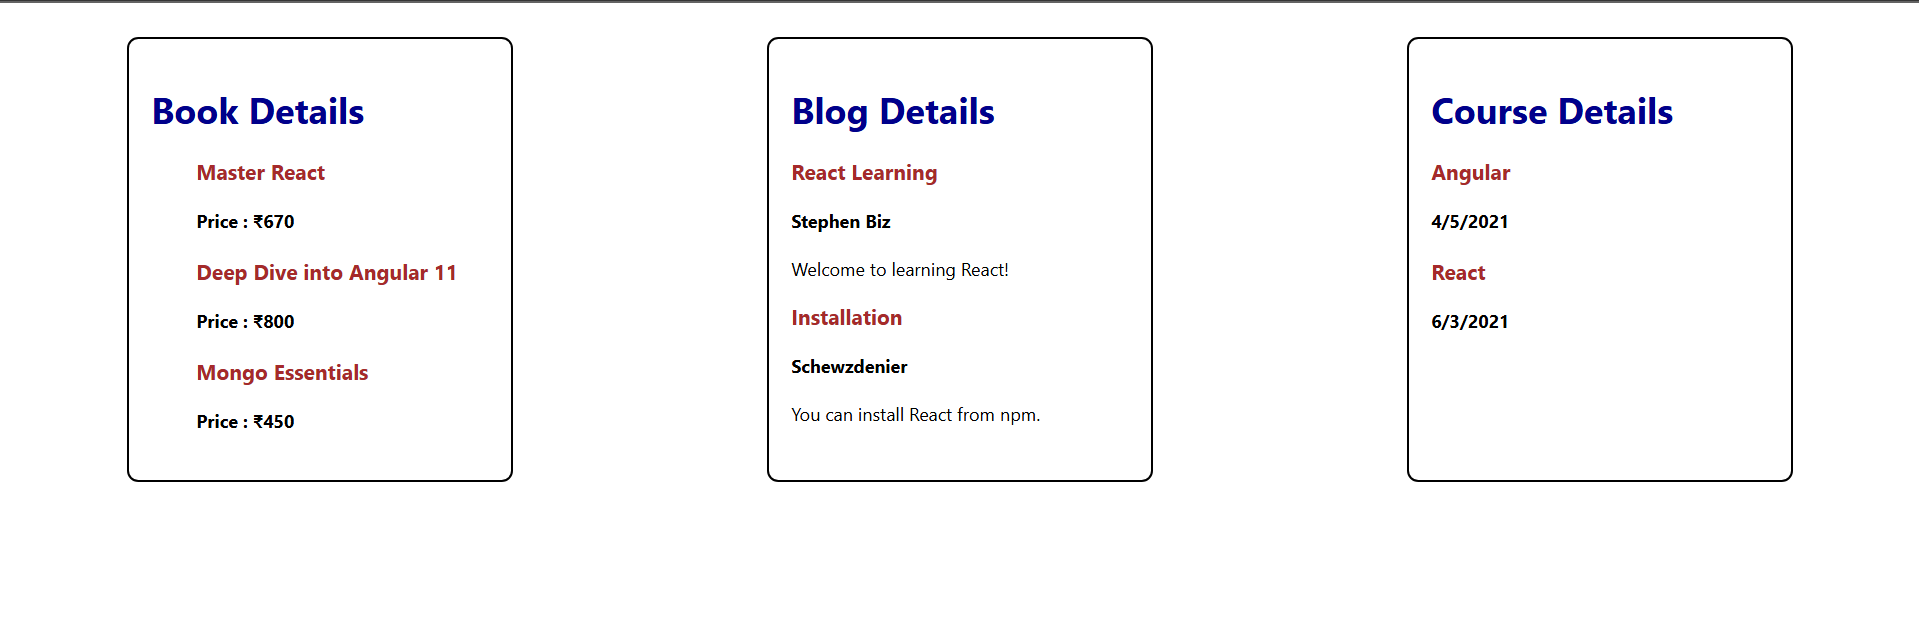 Book Details
Master React
Price : ₹670
Deep Dive into Angular 11
Price : ₹800
Mongo Essentials
Price : ₹450
Blog Details
React Learning
Stephen Biz
Welcome to learning React!
Installation
Schewzdenier
You can install React from npm.
Course Details
Angular
4/5/2021
React
6/3/2021